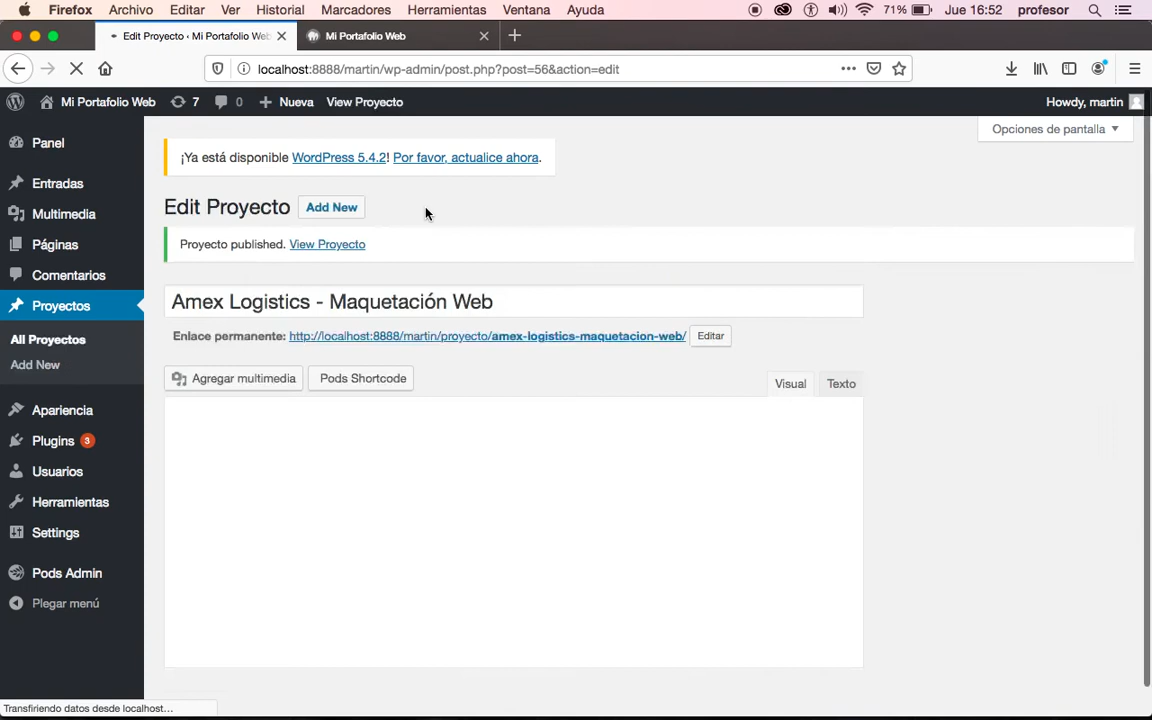 Firefox Archivo Editar Ver Historial Marcadores Herramientas Ventana Ayuda 71% Jue 16:52 profesor
Edit Proyecto ‹ Mi Portafolio Web Mi Portafolio Web
localhost:8888/martin/wp-admin/post.php?post=56&action=edit
Mi Portafolio Web 7 0 Nueva View Proyecto Howdy, martin
Opciones de pantalla
Panel
¡Ya está disponible WordPress 5.4.2! Por favor, actualice ahora.
Entradas
Edit Proyecto Add New
Multimedia
Páginas
Proyecto published. View Proyecto
Comentarios
Proyectos
Amex Logistics - Maquetación Web
All Proyectos
Enlace permanente: http://localhost:8888/martin/proyecto/amex-logistics-maquetacion-web/ Editar
Add New
Agregar multimedia Pods Shortcode Visual Texto
Apariencia
Plugins 3
Usuarios
Herramientas
Settings
Pods Admin
Plegar menú
Transfiriendo datos desde localhost...